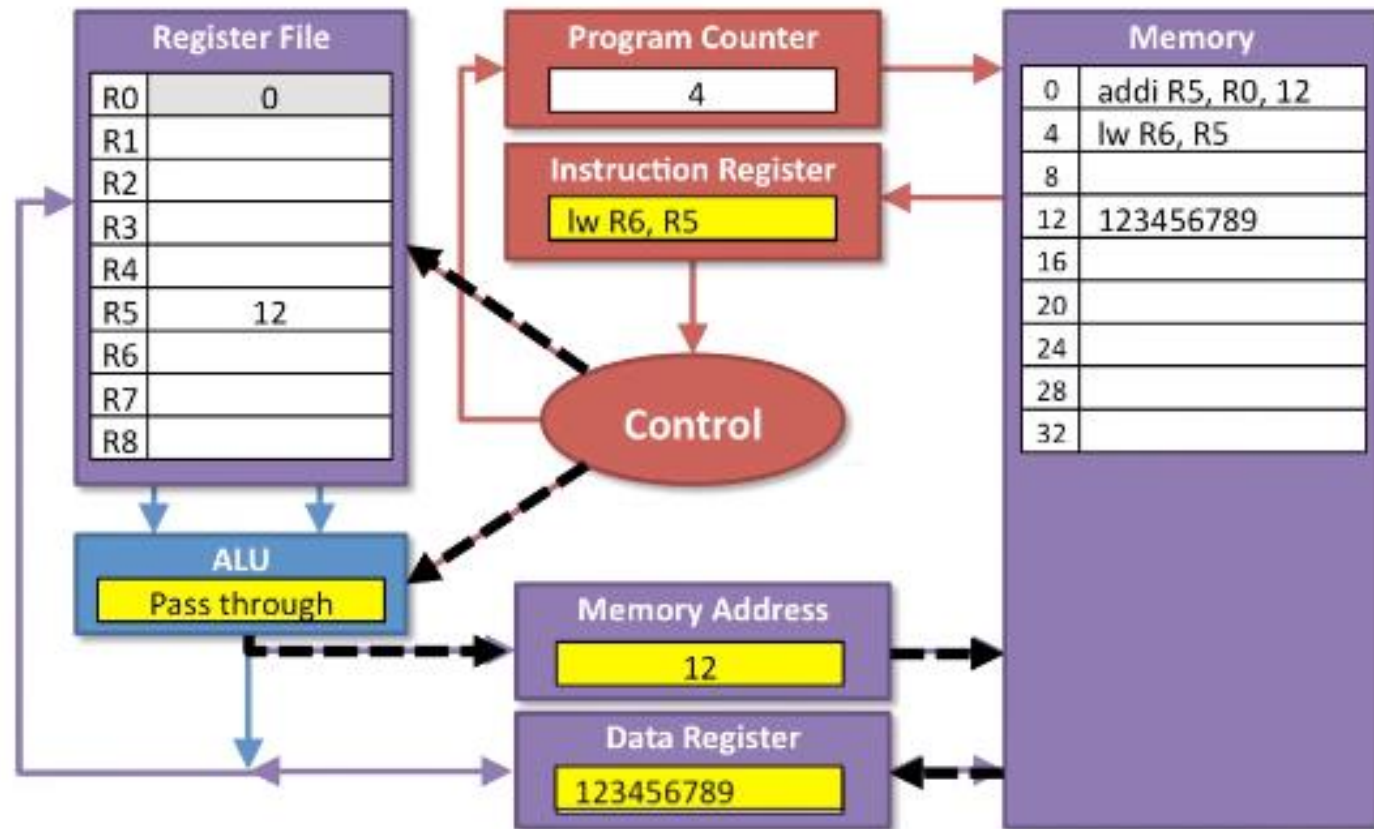 Register File
R0 0
R1
R2
R3
R4
R5 12
R6
R7
R8
Program Counter
4
Instruction Register
lw R6, R5
Control
ALU
Pass through
Memory Address
12
Data Register
123456789
Memory
0 addi R5, R0, 12
4 lw R6, R5
8
12 123456789
16
20
24
28
32